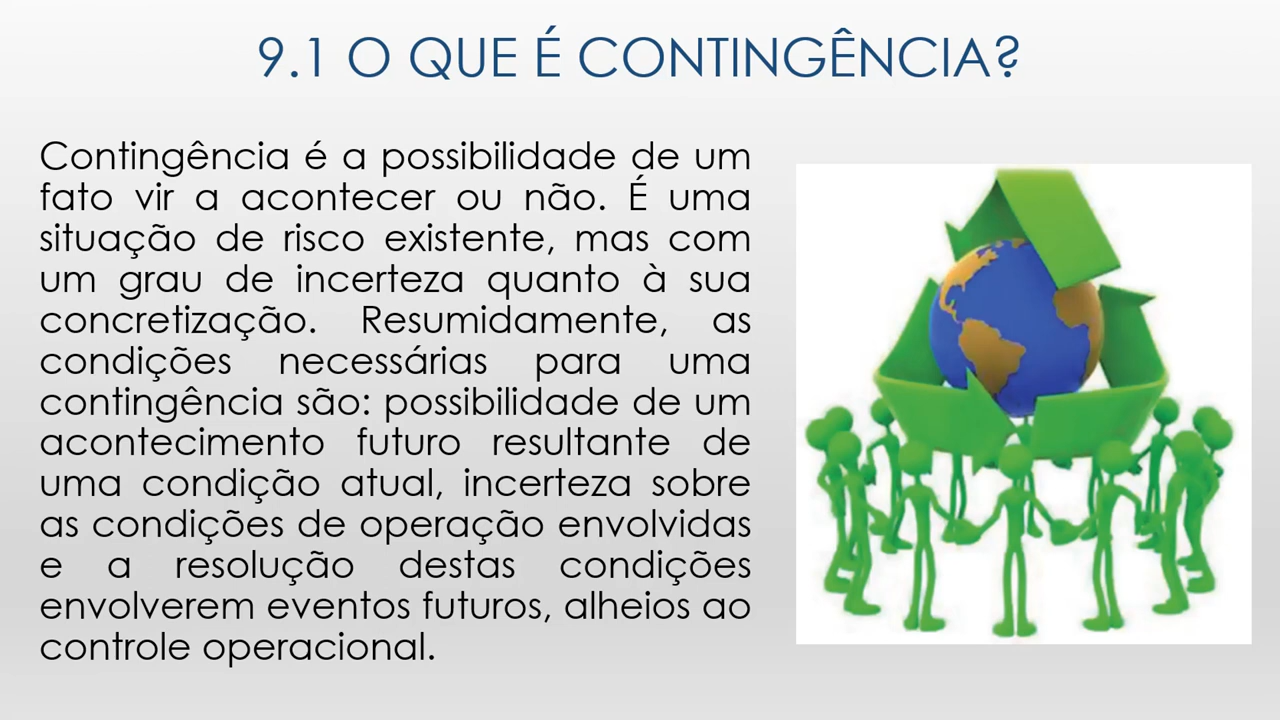 9.1 O QUE É CONTINGÊNCIA?
Contingência é a possibilidade de um
fato vir a acontecer ou não. É uma
situação de risco existente, mas com
um grau de incerteza quanto à sua
concretização. Resumidamente, as
condições necessárias para uma
contingência são: possibilidade de um
acontecimento futuro resultante de
uma condição atual, incerteza sobre
as condições de operação envolvidas
e a resolução destas condições
envolverem eventos futuros, alheios ao
controle operacional.